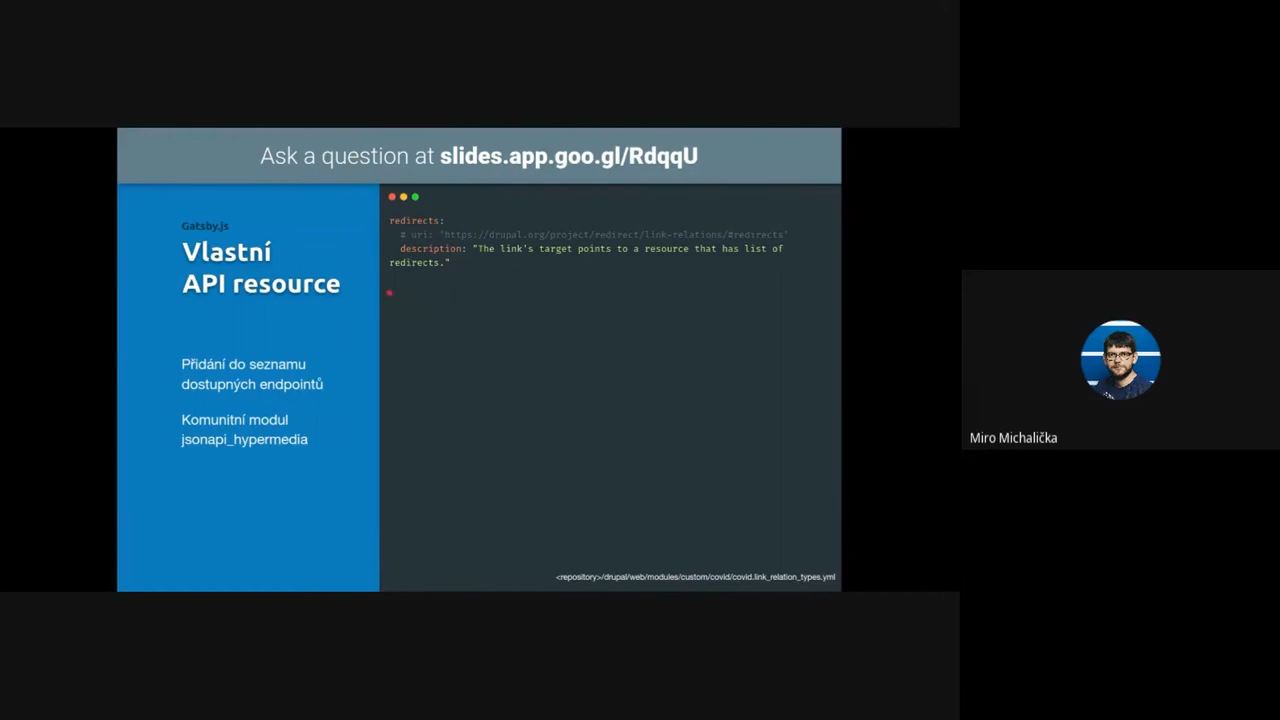 Ask a question at slides.app.goo.gl/RdqqU
Gatsby.js
Vlastní
API resource
Přidání do seznamu
dostupných endpointů
Komunitní modul
jsonapi_hypermedia
redirects:
# uri: 'https://drupal.org/project/redirect/link-relations/#redirects'
description: "The link's target points to a resource that has list of
redirects."
<repository>/drupal/web/modules/custom/covid/covid.link_relation_types.yml
Miro Michalička